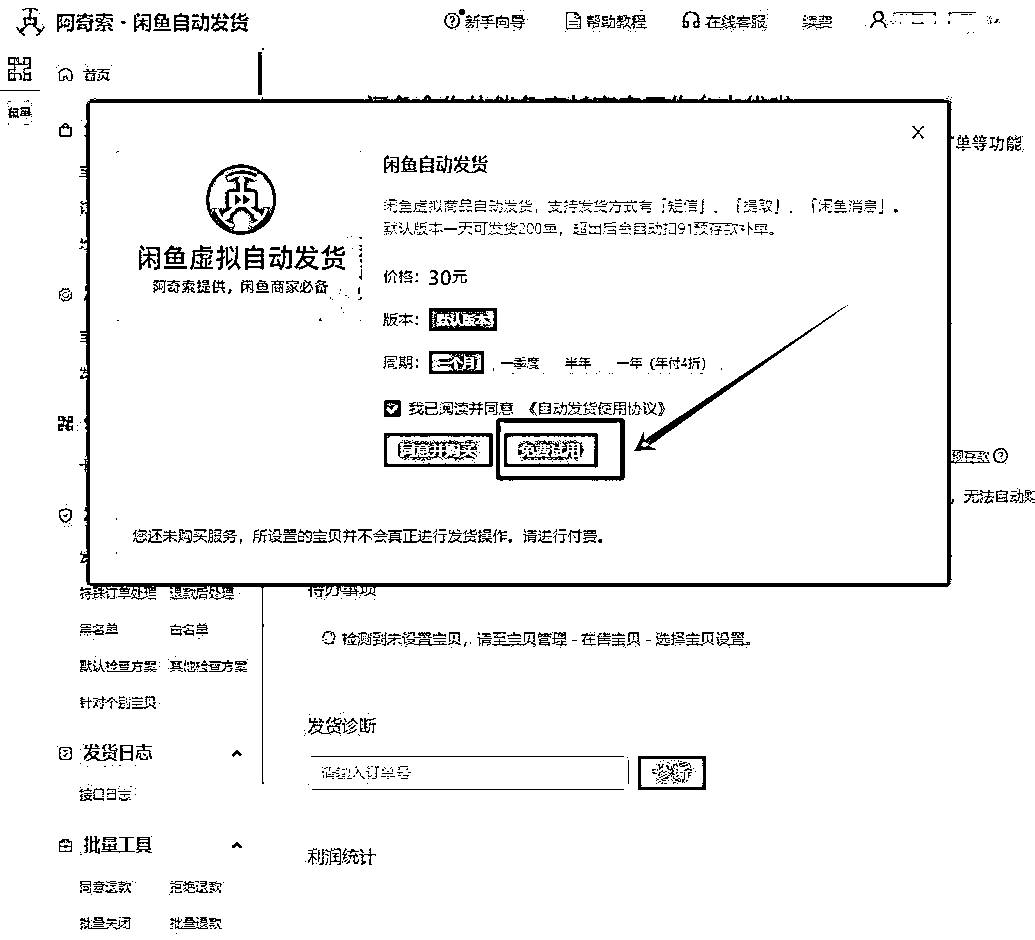 阿奇索·闲鱼自动发货
新手向导 帮助教程 在线客服 续费
首页
菜单
单等功能
闲鱼自动发货
闲鱼虚拟商品自动发货,支持发货方式有「短信」、「提取」、「闲鱼消息」。
默认版本一天可发货200单,超出后会自动扣91预存款补单。
闲鱼虚拟自动发货
阿奇索提供,闲鱼商家必备
价格:30元
版本:默认版本
周期: 一季度 半年 一年(年付4折)
我已阅读并同意 《自动发货使用协议》
同意并购买 免费试用
预存款
,无法自动
您还未购买服务,所设置的宝贝并不会真正进行发货操作。请进行付费。
特殊订单处理 退款后处理
待办事项
黑名单 白名单
检测到未设置宝贝,请至宝贝管理-在售宝贝-选择宝贝设置。
默认检查方案 其他检查方案
针对个别宝贝
发货诊断
发货日志
请输入订单号 诊断
接口日志
批量工具
利润统计
同意退款 拒绝退款
批量关闭 批量退款